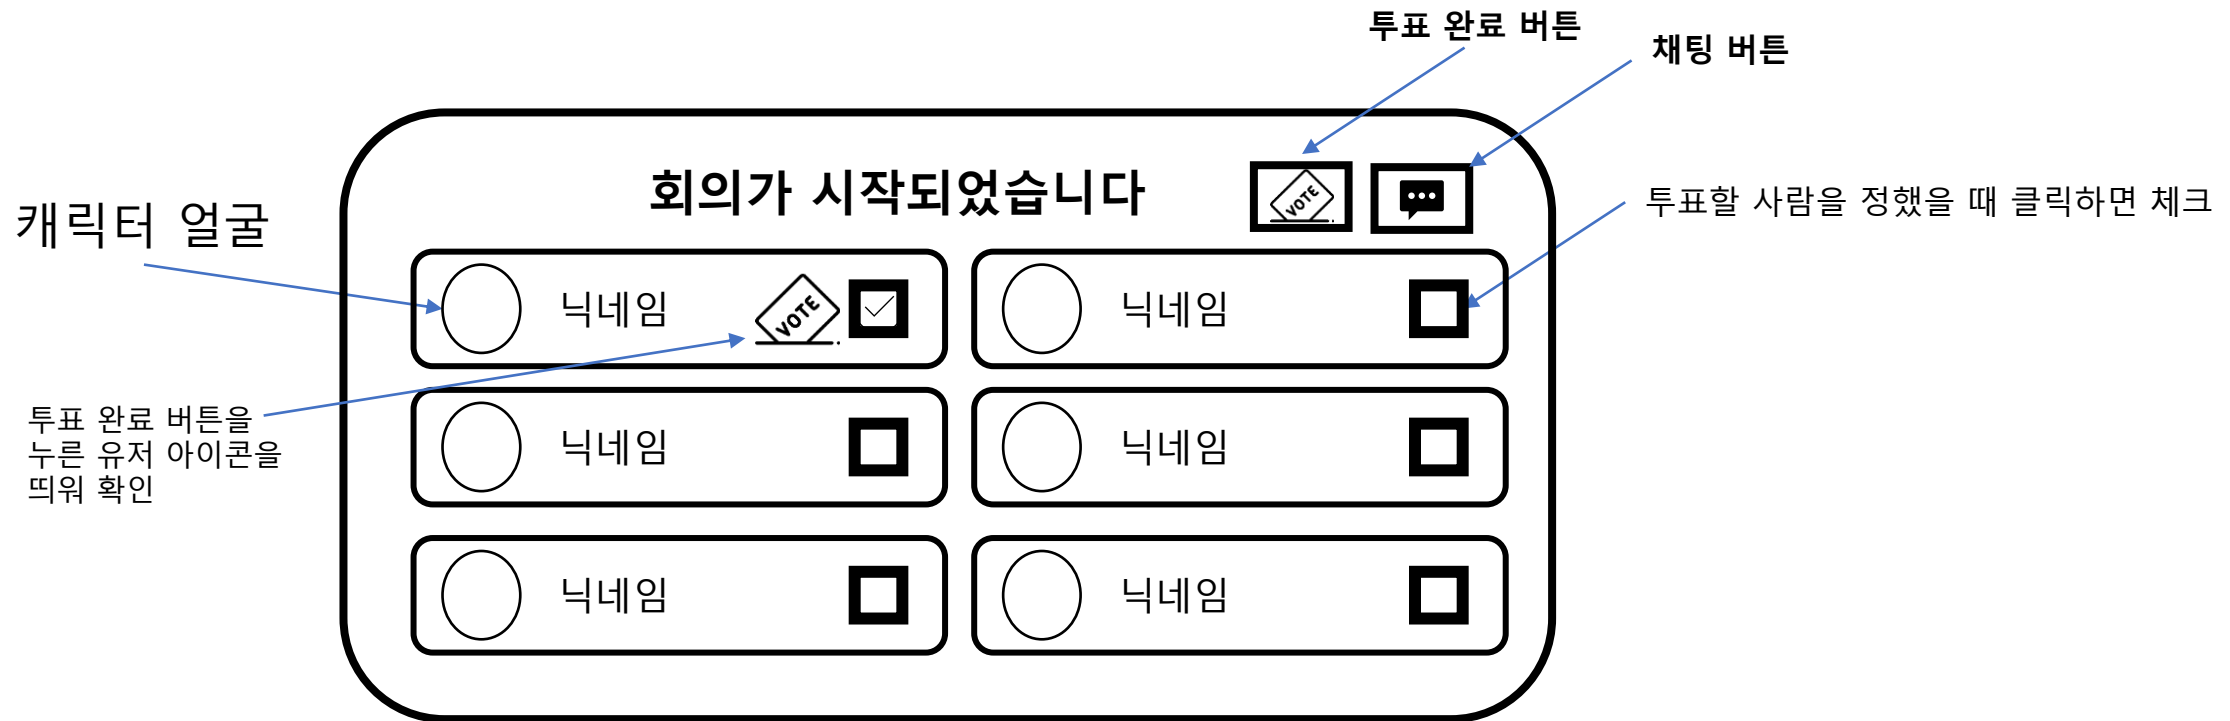 투표 완료 버튼
채팅 버튼
회의가 시작되었습니다
VOTE
투표할 사람을 정했을 때 클릭하면 체크
캐릭터 얼굴
닉네임
VOTE
닉네임
투표 완료 버튼을
누른 유저 아이콘을
띄워 확인
닉네임
닉네임
닉네임
닉네임